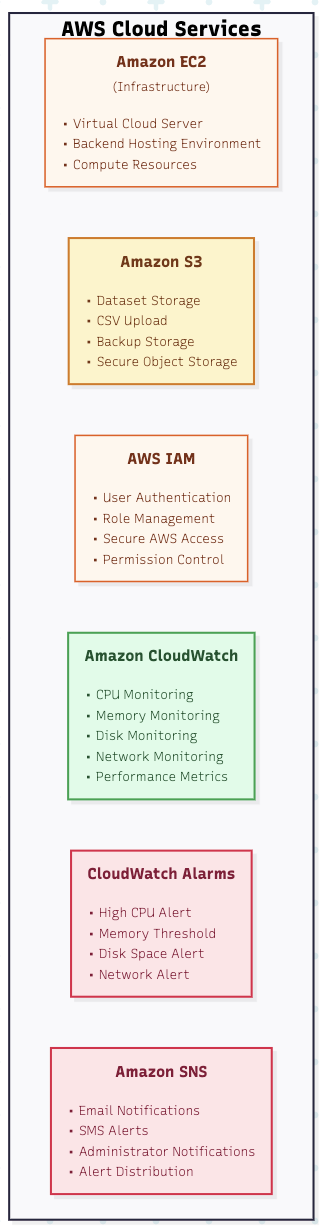 AWS Cloud Services
Amazon EC2
(Infrastructure)
• Virtual Cloud Server
• Backend Hosting Environment
• Compute Resources
Amazon S3
• Dataset Storage
• CSV Upload
• Backup Storage
• Secure Object Storage
AWS IAM
• User Authentication
• Role Management
• Secure AWS Access
• Permission Control
Amazon CloudWatch
• CPU Monitoring
• Memory Monitoring
• Disk Monitoring
• Network Monitoring
• Performance Metrics
CloudWatch Alarms
• High CPU Alert
• Memory Threshold
• Disk Space Alert
• Network Alert
Amazon SNS
• Email Notifications
• SMS Alerts
• Administrator Notifications
• Alert Distribution